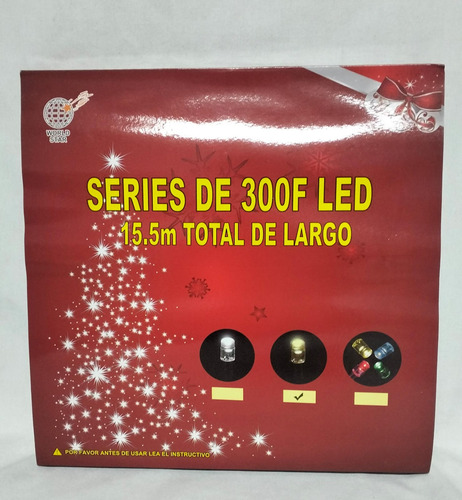 WORLD
STAR
SERIES DE 300F LED
15.5m TOTAL DE LARGO
POR FAVOR ANTES DE USAR LEA EL INSTRUCTIVO